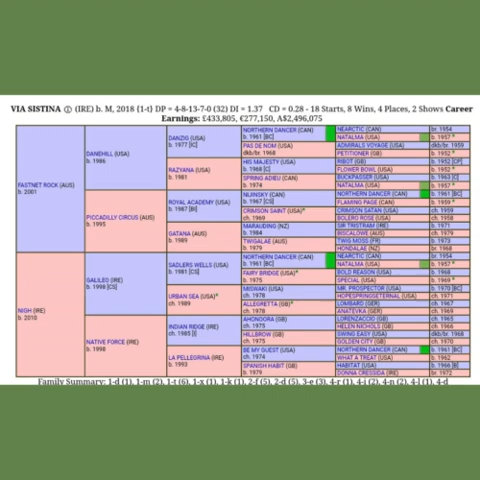 VIA SISTINA (IRE) b. M, 2018 {1-t} DP = 4-8-13-7-0 (32) DI = 1.37 CD = 0.28 - 18 Starts, 8 Wins, 4 Places, 2 Shows Career
Earnings: £433,805, €277,150, A$2,496,075
FASTNET ROCK (AUS)
b. 2001
DANEHILL (USA)
b. 1986
DANZIG (USA)
b. 1977 [IC]
NORTHERN DANCER (CAN)
b. 1961 [BC]
NEARCTIC (CAN) br. 1954
NATALMA (USA) b. 1957 *
PAS DE NOM (USA)
dkb/br. 1968
ADMIRALS VOYAGE (USA) dkb/br. 1959
PETITIONER (GB) b. 1952 *
RAZYANA (USA)
b. 1981
HIS MAJESTY (USA)
b. 1968 [C]
RIBOT (GB) b. 1952 [CP]
FLOWER BOWL (USA) b. 1952 *
SPRING ADIEU (CAN)
b. 1974
BUCKPASSER (USA) b. 1963 [C]
NATALMA (USA) b. 1957 *
PICCADILLY CIRCUS (AUS)
b. 1995
ROYAL ACADEMY (USA)
b. 1987 [BI]
NIJINSKY (CAN)
b. 1967 [CS]
NORTHERN DANCER (CAN) b. 1961 [BC]
FLAMING PAGE (CAN) b. 1959 *
CRIMSON SAINT (USA)*
ch. 1969
CRIMSON SATAN (USA) ch. 1959
BOLERO ROSE (USA) ch. 1958
GATANA (AUS)
b. 1989
MARAUDING (NZ)
b. 1984
SIR TRISTRAM (IRE) b. 1971
BISCALOWE (AUS) ch. 1979
TWIGALAE (AUS)
b. 1979
TWIG MOSS (FR) b. 1973
HONDALAE (NZ) b. 1968
NIGH (IRE)
b. 2010
GALILEO (IRE)
b. 1998 [CS]
SADLERS WELLS (USA)
b. 1981 [CS]
NORTHERN DANCER (CAN)
b. 1961 [BC]
NEARCTIC (CAN) br. 1954
NATALMA (USA) b. 1957 *
FAIRY BRIDGE (USA)*
b. 1975
BOLD REASON (USA) b. 1968
SPECIAL (USA) b. 1969 *
URBAN SEA (USA)*
ch. 1989
MISWAKI (USA)
ch. 1978
MR. PROSPECTOR (USA) b. 1970 [BC]
HOPESPRINGSETERNAL (USA) ch. 1971
ALLEGRETTA (GB)*
ch. 1978
LOMBARD (GER) ch. 1967
ANATEVKA (GER) ch. 1969
NATIVE FORCE (IRE)
b. 1998
INDIAN RIDGE (IRE)
ch. 1985 [I]
AHONOORA (GB)
ch. 1975
LORENZACCIO (GB) ch. 1965
HELEN NICHOLS (GB) ch. 1966
HILLBROW (GB)
ch. 1975
SWING EASY (USA) dkb/br. 1968
GOLDEN CITY (GB) ch. 1970
LA PELLEGRINA (IRE)
b. 1993
BE MY GUEST (USA)
ch. 1974
NORTHERN DANCER (CAN) b. 1961 [BC]
WHAT A TREAT (USA) b. 1962
SPANISH HABIT (GB)
b. 1979
HABITAT (USA) b. 1966 [B]
DONNA CRESSIDA (IRE) br. 1972
Family Summary: 1-d (1), 1-m (2), 1-t (6), 1-x (1), 1-k (1), 2-f (5), 2-d (5), 3-e (3), 4-r (1), 4-i (2), 4-n (2), 4-l (1), 4-d